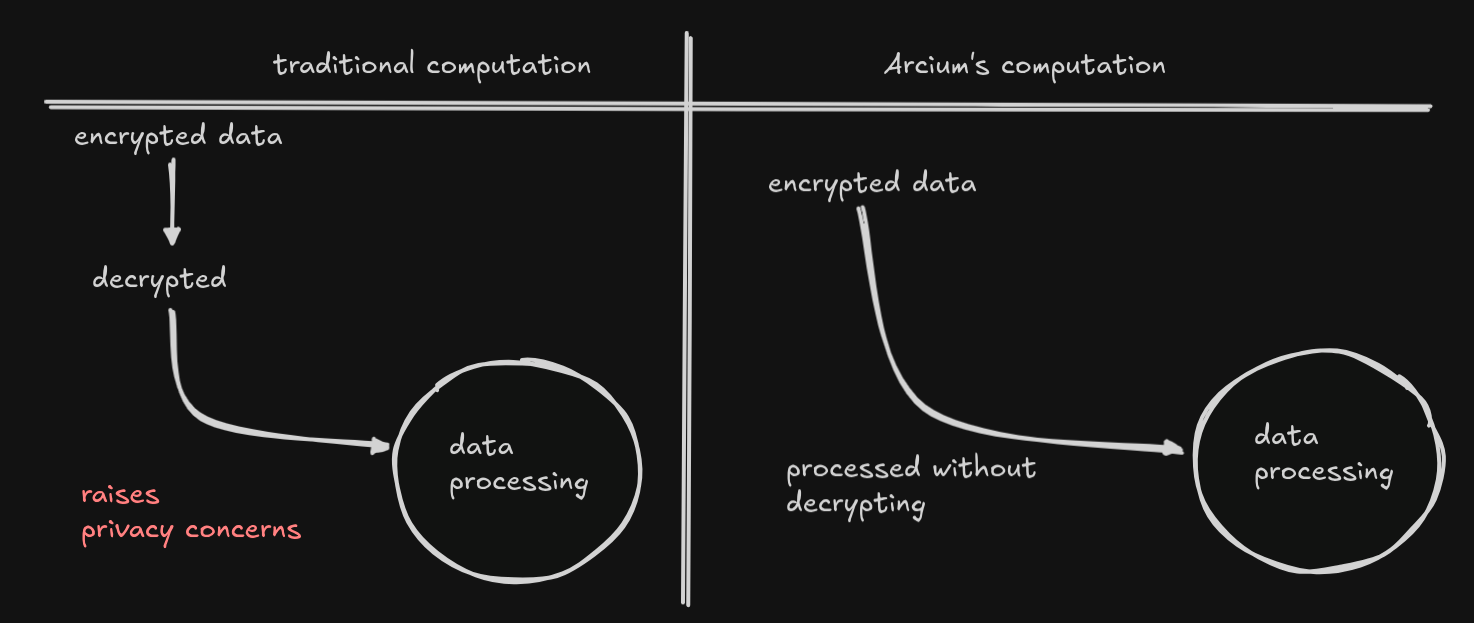 traditional computation
encrypted data
decrypted
data
processing
raises
privacy concerns
Arcium's computation
encrypted data
processed without
decrypting
data
processing